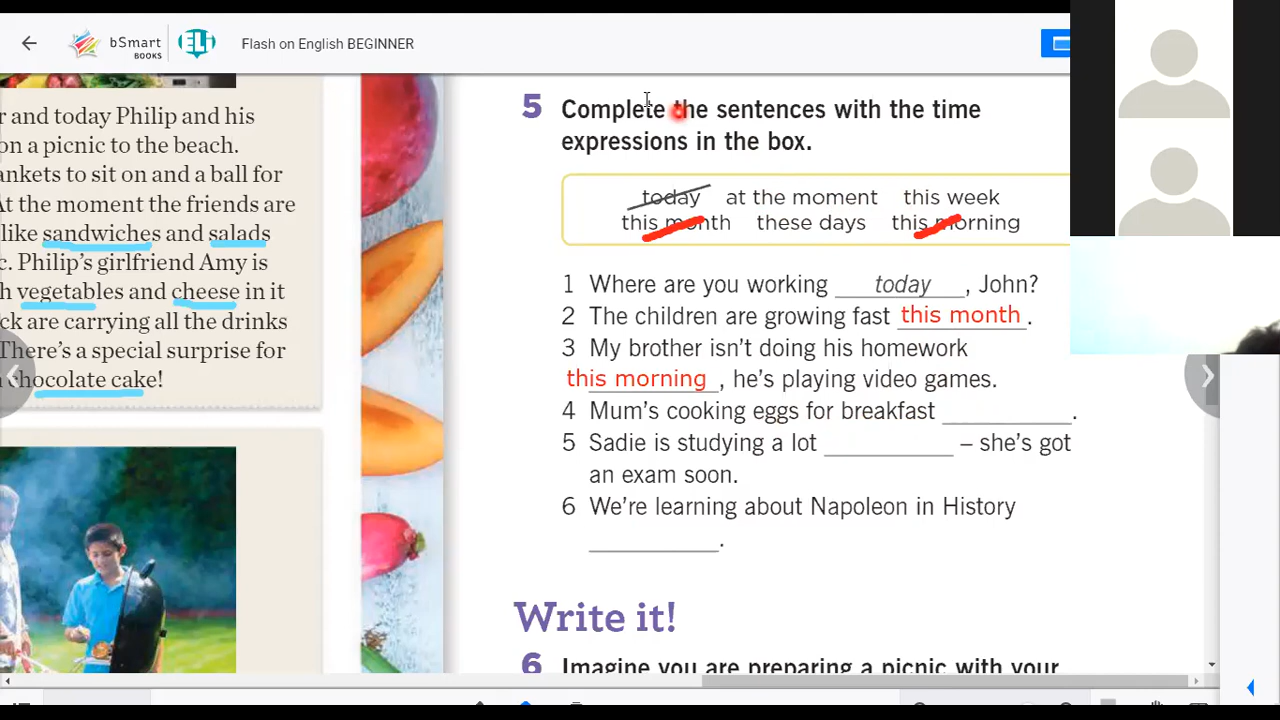 bSmart
BOOKS
ELi
Flash on English BEGINNER
r and today Philip and his
on a picnic to the beach.
ankets to sit on and a ball for
At the moment the friends are
like sandwiches and salads
c. Philip's girlfriend Amy is
h vegetables and cheese in it
ck are carrying all the drinks
There's a special surprise for
chocolate cake!
5 Complete the sentences with the time
expressions in the box.
today at the moment this week
this month these days this morning
1 Where are you working today, John?
2 The children are growing fast this month.
3 My brother isn't doing his homework
this morning, he's playing video games.
4 Mum's cooking eggs for breakfast ____________.
5 Sadie is studying a lot ____________ – she's got
an exam soon.
6 We're learning about Napoleon in History
____________.
Write it!
6 Imagine you are preparing a picnic with your